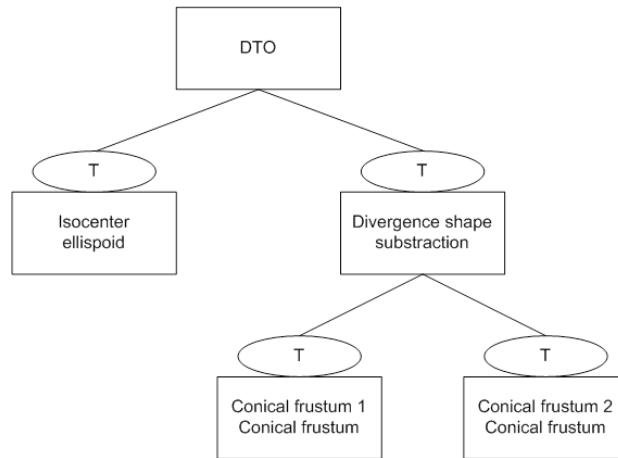 DTO
T
T
Isocenter
ellispoid
Divergence shape
substraction
T
T
Conical frustum 1
Conical frustum
Conical frustum 2
Conical frustum